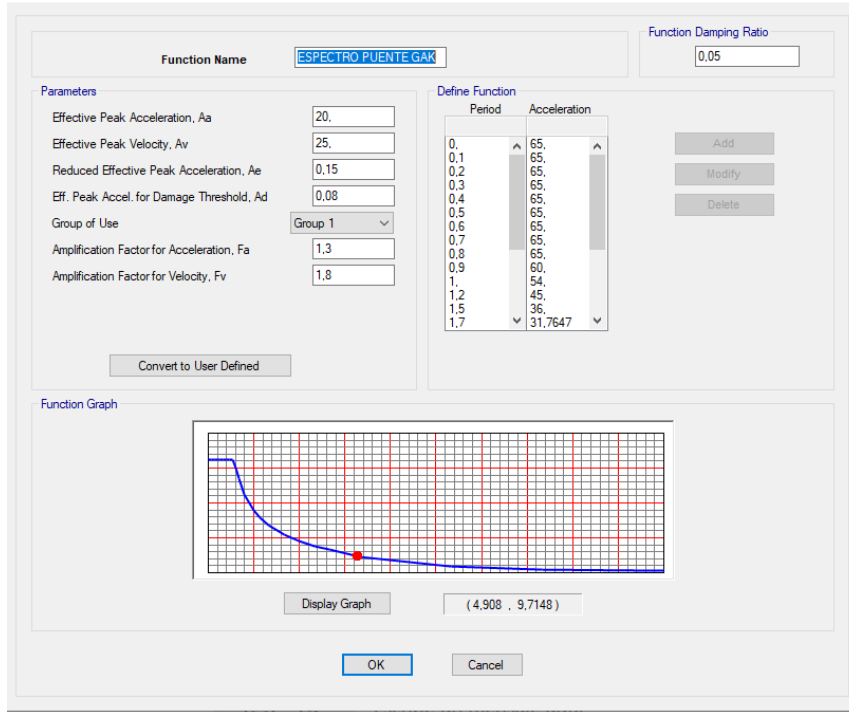 Function Damping Ratio
Function Name ESPECTRO PUENTE GAK 0,05
Parameters Define Function
Period Acceleration
Effective Peak Acceleration, Aa 20,
Effective Peak Velocity, Av 25,
Reduced Effective Peak Acceleration, Ae 0,15
Eff. Peak Accel. for Damage Threshold, Ad 0,08
Group of Use Group 1
Amplification Factor for Acceleration, Fa 1,3
Amplification Factor for Velocity, Fv 1,8
0, 65,
0,1 65,
0,2 65,
0,3 65,
0,4 65,
0,5 65,
0,6 65,
0,7 65,
0,8 65,
0,9 60,
1, 54,
1,2 45,
1,5 36,
1,7 31,7647
Add
Modify
Delete
Convert to User Defined
Function Graph
Display Graph (4,908 , 9,7148)
OK Cancel